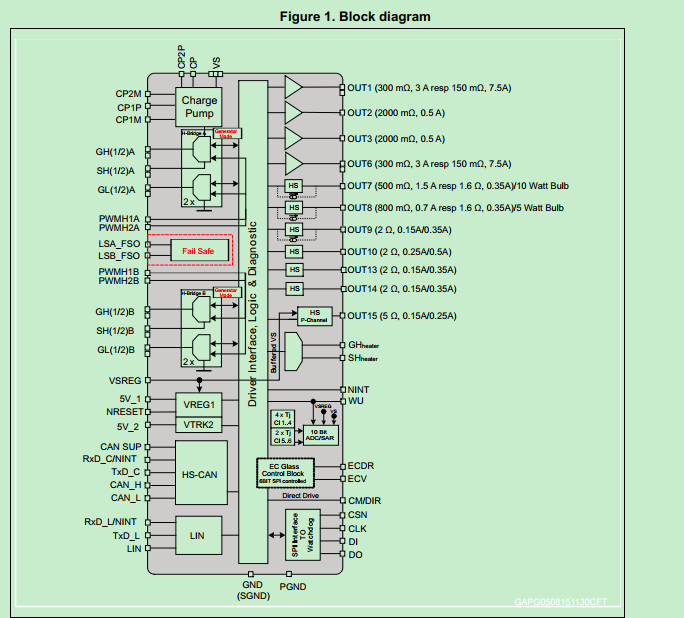 Figure 1. Block diagram
CP2P
CP
VS
CP2M
CP1P
CP1M
Charge
Pump
H-Bridge A
Generator
Mode
GH(1/2)A
SH(1/2)A
GL(1/2)A
2 x
PWMH1A
PWMH2A
LSA_FSO
LSB_FSO
Fail Safe
PWMH1B
PWMH2B
H-Bridge B
Generator
Mode
GH(1/2)B
SH(1/2)B
GL(1/2)B
2 x
VSREG
5V_1
NRESET
5V_2
VREG1
VTRK2
CAN SUP
RxD_C/NINT
TxD_C
CAN_H
CAN_L
HS-CAN
RxD_L/NINT
TxD_L
LIN
LIN
Driver Interface, Logic & Diagnostic
OUT1 (300 mΩ, 3 A resp 150 mΩ, 7.5A)
OUT2 (2000 mΩ, 0.5 A)
OUT3 (2000 mΩ, 0.5 A)
OUT6 (300 mΩ, 3 A resp 150 mΩ, 7.5A)
HS
OUT7 (500 mΩ, 1.5 A resp 1.6 Ω, 0.35A)/10 Watt Bulb
HS
OUT8 (800 mΩ, 0.7 A resp 1.6 Ω, 0.35A)/5 Watt Bulb
HS
OUT9 (2 Ω, 0.15A/0.35A)
HS
OUT10 (2 Ω, 0.25A/0.5A)
HS
OUT13 (2 Ω, 0.15A/0.35A)
HS
OUT14 (2 Ω, 0.15A/0.35A)
HS
P-Channel
OUT15 (5 Ω, 0.15A/0.25A)
Buffered VS
GHheater
SHheater
NINT
WU
VSREG
VS
4 x Tj
Cl 1..4
2 x Tj
Cl 5..6
10 Bit
ADC/SAR
EC Glass
Control Block
6BIT SPI controlled
ECDR
ECV
Direct Drive
CM/DIR
SPI Interface
TO
Watchdog
CSN
CLK
DI
DO
GND
(SGND)
PGND
GAPG0508151130CFT